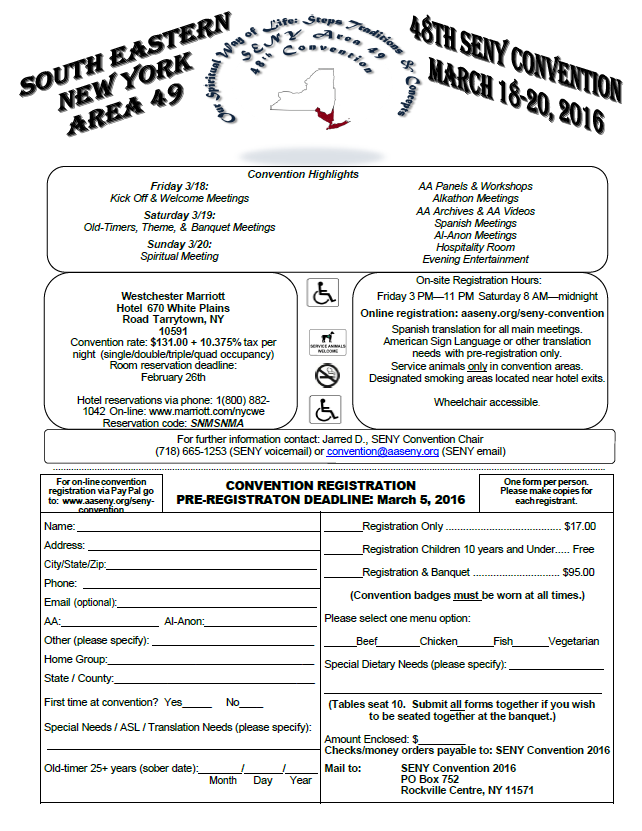 SOUTH EASTERN
NEW YORK
AREA 49
Our Spiritual Way of Life: Steps Traditions & Concepts
SENY Area 49
48th Convention
48TH SENY CONVENTION
MARCH 18-20, 2016
Convention Highlights
Friday 3/18:
Kick Off & Welcome Meetings
Saturday 3/19:
Old-Timers, Theme, & Banquet Meetings
Sunday 3/20:
Spiritual Meeting
AA Panels & Workshops
Alkathon Meetings
AA Archives & AA Videos
Spanish Meetings
Al-Anon Meetings
Hospitality Room
Evening Entertainment
Westchester Marriott
Hotel 670 White Plains
Road Tarrytown, NY
10591
Convention rate: $131.00 + 10.375% tax per
night (single/double/triple/quad occupancy)
Room reservation deadline:
February 26th
Hotel reservations via phone: 1(800) 882-
1042 On-line: www.marriott.com/nycwe
Reservation code: SNMSNMA
SERVICE ANIMALS
WELCOME
On-site Registration Hours:
Friday 3 PM—11 PM Saturday 8 AM—midnight
Online registration: aaseny.org/seny-convention
Spanish translation for all main meetings.
American Sign Language or other translation
needs with pre-registration only.
Service animals only in convention areas.
Designated smoking areas located near hotel exits.
Wheelchair accessible.
For further information contact: Jarred D., SENY Convention Chair
(718) 665-1253 (SENY voicemail) or convention@aaseny.org (SENY email)
For on-line convention
registration via Pay Pal go
to: www.aaseny.org/seny-
convention
CONVENTION REGISTRATION
PRE-REGISTRATON DEADLINE: March 5, 2016
One form per person.
Please make copies for
each registrant.
Name:
Address:
City/State/Zip:
Phone:
Email (optional):
AA: Al-Anon:
Other (please specify):
Home Group:
State / County:
First time at convention? Yes____ No____
Special Needs / ASL / Translation Needs (please specify):
Old-timer 25+ years (sober date):______/______/______
Month Day Year
______Registration Only ................................ $17.00
______Registration Children 10 years and Under..... Free
______Registration & Banquet ................................ $95.00
(Convention badges must be worn at all times.)
Please select one menu option:
_____Beef _____Chicken _____Fish _____Vegetarian
Special Dietary Needs (please specify):
(Tables seat 10. Submit all forms together if you wish
to be seated together at the banquet.)
Amount Enclosed: $________
Checks/money orders payable to: SENY Convention 2016
Mail to: SENY Convention 2016
PO Box 752
Rockville Centre, NY 11571